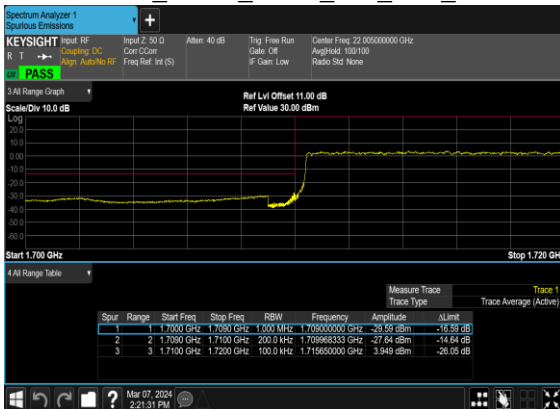 Spectrum Analyzer 1
Spurious Emissions
KEYSIGHT
R T
PASS
Input: RF
Coupling: DC
Align: Auto/No RF
Input Z: 50 Ω
Corr CCorr
Freq Ref: Int (S)
Atten: 40 dB
Trig: Free Run
Gate: Off
IF Gain: Low
Center Freq: 22.005000000 GHz
Avg|Hold: 100/100
Radio Std: None
3 All Range Graph
Scale/Div 10.0 dB
Ref Lvl Offset 11.00 dB
Ref Value 30.00 dBm
Log
20.0
10.0
0.00
-10.0
-20.0
-30.0
-40.0
-50.0
-60.0
Start 1.700 GHz
Stop 1.720 GH
4 All Range Table
Measure Trace Trace 1
Trace Type Trace Average (Active)
Spur Range Start Freq Stop Freq RBW Frequency Amplitude ΔLimit
1 1 1.7000 GHz 1.7090 GHz 1.000 MHz 1.709000000 GHz -29.59 dBm -16.59 dB
2 2 1.7090 GHz 1.7100 GHz 200.0 kHz 1.709968333 GHz -27.64 dBm -14.64 dB
3 3 1.7100 GHz 1.7200 GHz 100.0 kHz 1.715650000 GHz 3.949 dBm -26.05 dB
Mar 07, 2024
2:21:31 PM